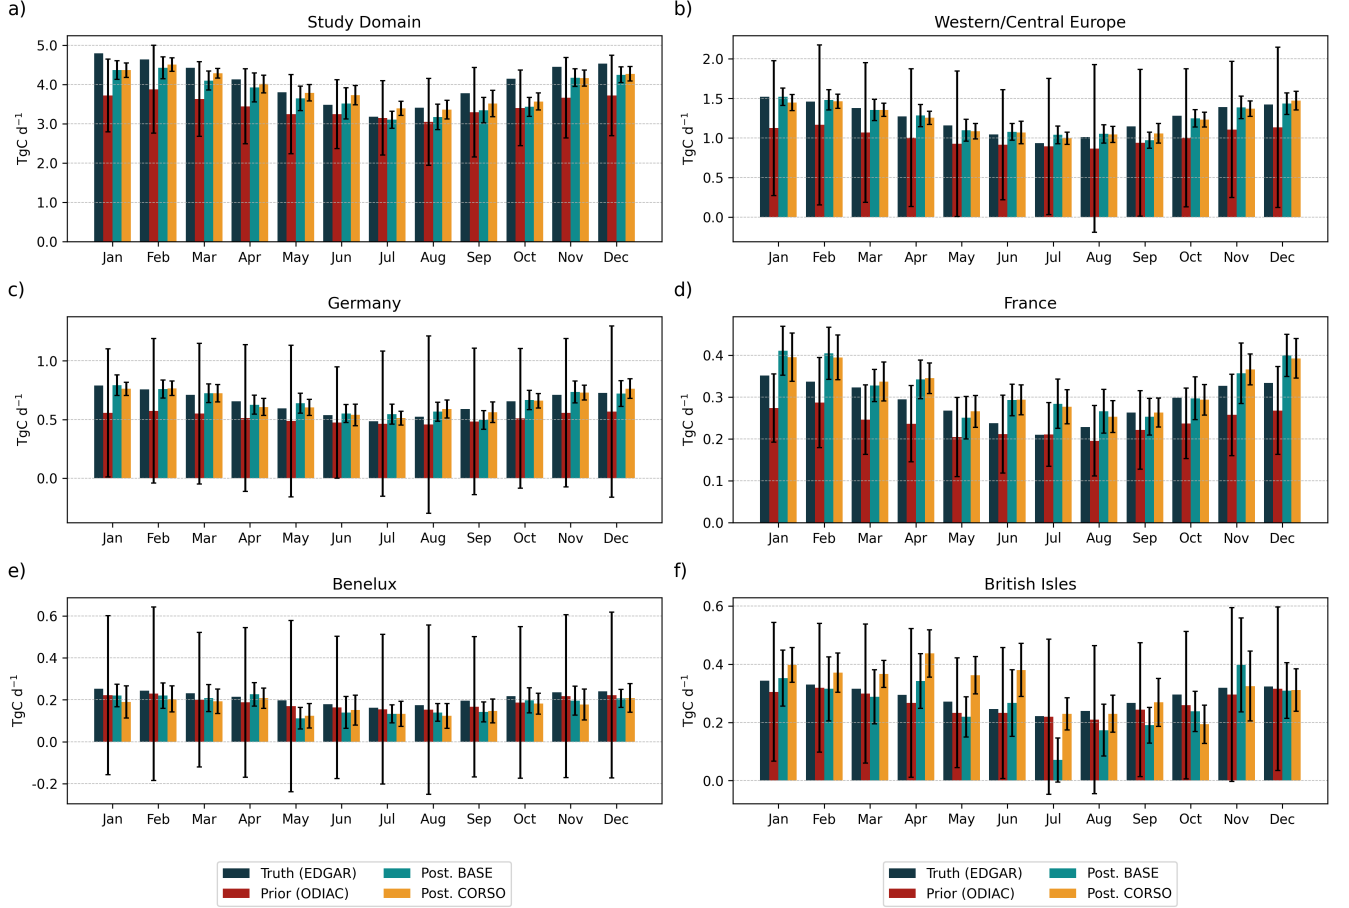 a)
Study Domain
TgC d⁻¹
5.0
4.0
3.0
2.0
1.0
0.0
Jan Feb Mar Apr May Jun Jul Aug Sep Oct Nov Dec
b)
Western/Central Europe
TgC d⁻¹
2.0
1.5
1.0
0.5
0.0
Jan Feb Mar Apr May Jun Jul Aug Sep Oct Nov Dec
c)
Germany
TgC d⁻¹
1.0
0.5
0.0
Jan Feb Mar Apr May Jun Jul Aug Sep Oct Nov Dec
d)
France
TgC d⁻¹
0.4
0.3
0.2
0.1
0.0
Jan Feb Mar Apr May Jun Jul Aug Sep Oct Nov Dec
e)
Benelux
TgC d⁻¹
0.6
0.4
0.2
0.0
-0.2
Jan Feb Mar Apr May Jun Jul Aug Sep Oct Nov Dec
f)
British Isles
TgC d⁻¹
0.6
0.4
0.2
0.0
Jan Feb Mar Apr May Jun Jul Aug Sep Oct Nov Dec
Truth (EDGAR) Post. BASE
Prior (ODIAC) Post. CORSO
Truth (EDGAR) Post. BASE
Prior (ODIAC) Post. CORSO